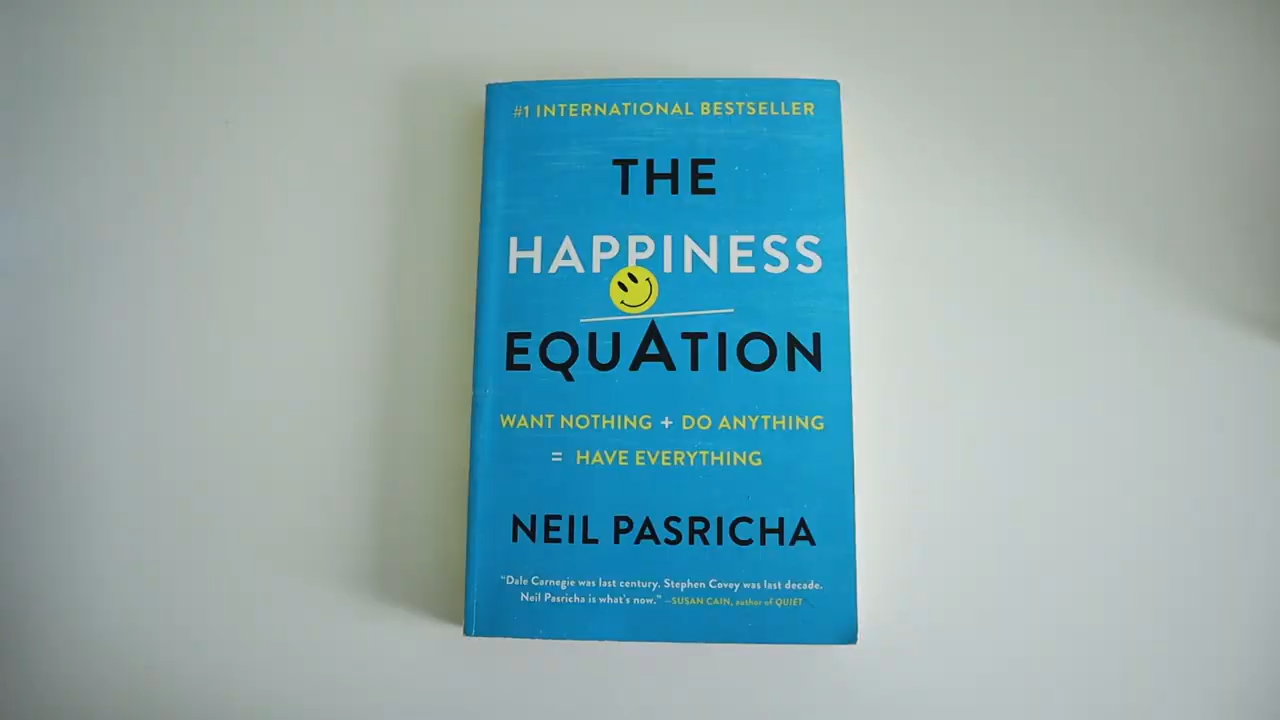 #1 INTERNATIONAL BESTSELLER
THE
HAPPINESS
EQUATION
WANT NOTHING + DO ANYTHING
= HAVE EVERYTHING
NEIL PASRICHA
"Dale Carnegie was last century. Stephen Covey was last decade.
Neil Pasricha is what's now." —SUSAN CAIN, author of QUIET